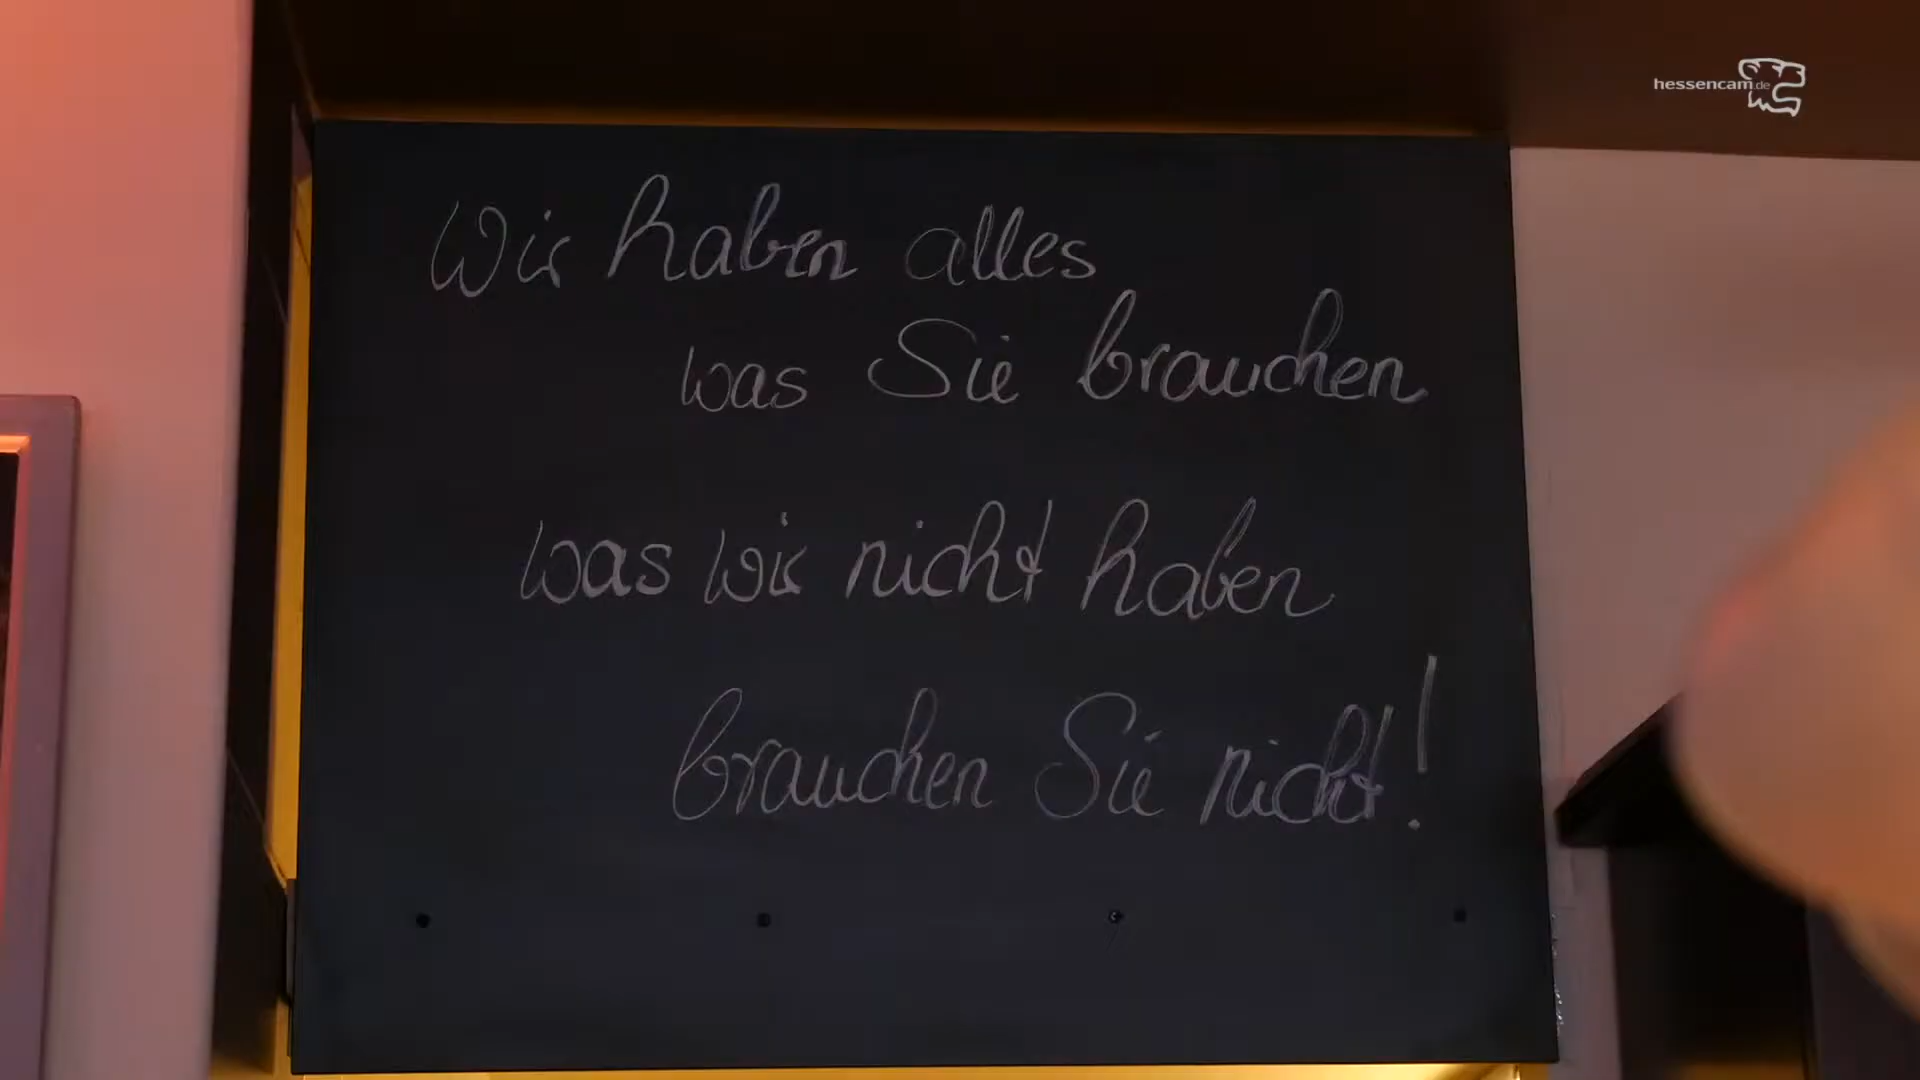 hessencam.de
Wir haben alles
was Sie brauchen
was wir nicht haben
brauchen Sie nicht!